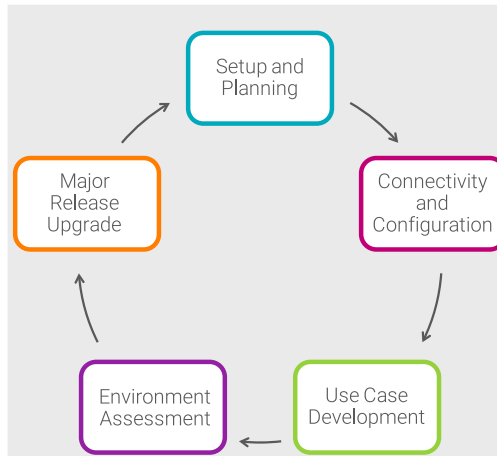 Setup and
Planning
Connectivity
and
Configuration
Use Case
Development
Environment
Assessment
Major
Release
Upgrade